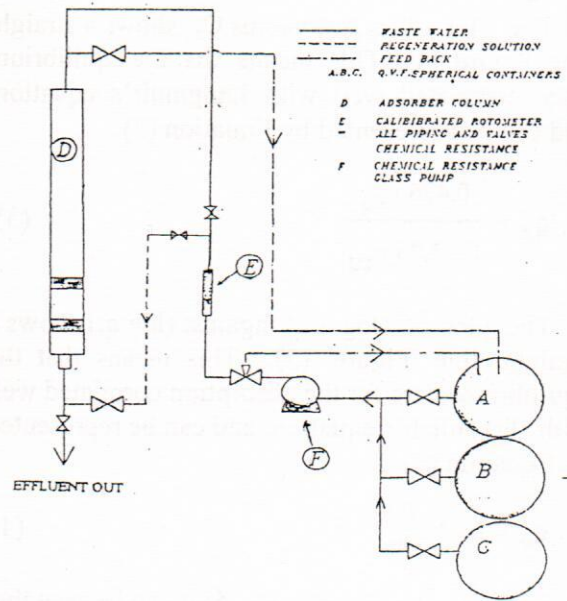 WASTE WATER
REGENERATION SOLUTION
FEED BACK
A.B.C. Q.V.F.SPHERICAL CONTAINERS
D ADSORBER COLUMN
E CALIBIBRATED ROTOMETER
ALL PIPING AND VALVES
CHEMICAL RESISTANCE
F CHEMICAL RESISTANCE
GLASS PUMP
D
E
F
A
B
C
EFFLUENT OUT